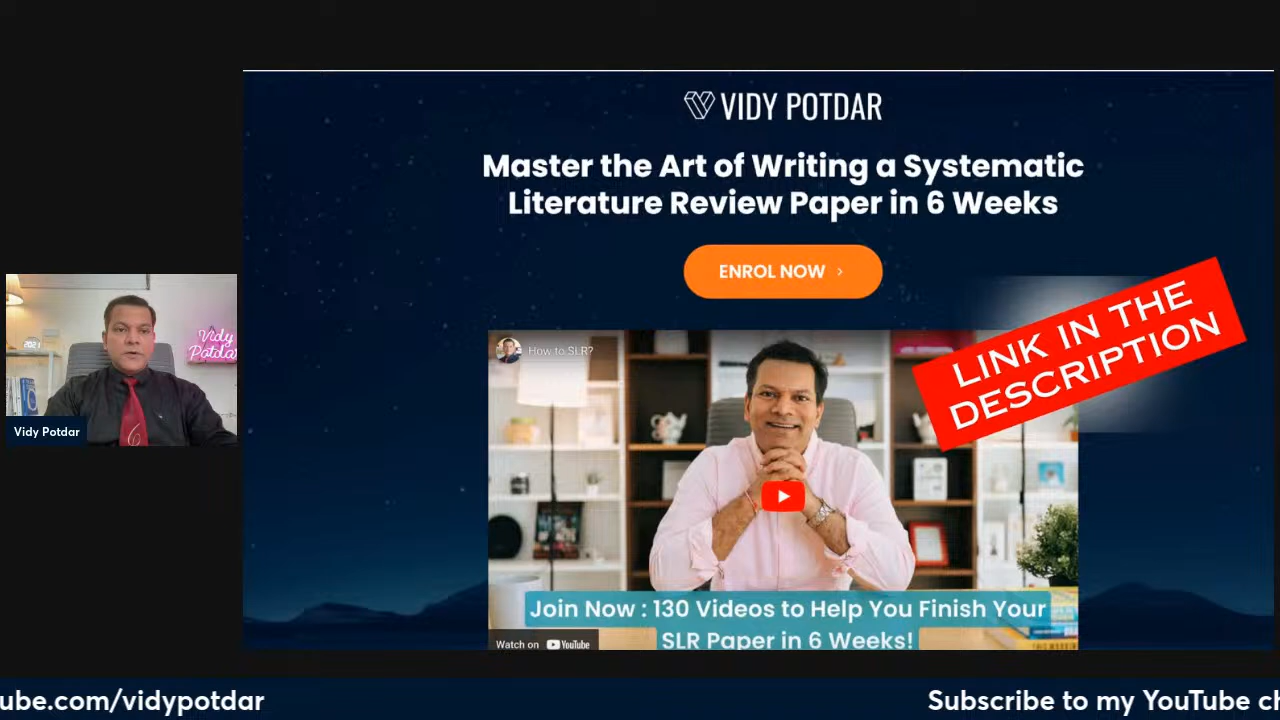 VIDY POTDAR
Master the Art of Writing a Systematic
Literature Review Paper in 6 Weeks
ENROL NOW
LINK IN THE
DESCRIPTION
How to SLR?
Vidy
Potdar
2021
Vidy Potdar
Join Now : 130 Videos to Help You Finish Your
SLR Paper in 6 Weeks!
Watch on YouTube
ube.com/vidypotdar
Subscribe to my YouTube ch